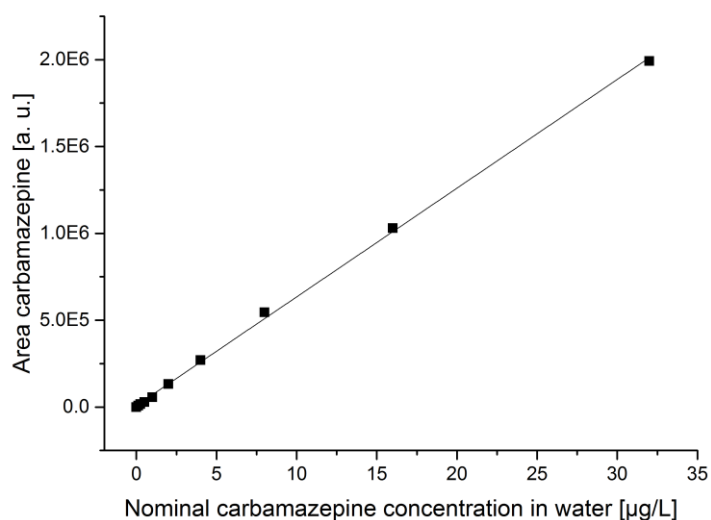 2.0E6
1.5E6
1.0E6
5.0E5
0.0
Area carbamazepine [a. u.]
0 5 10 15 20 25 30 35
Nominal carbamazepine concentration in water [µg/L]